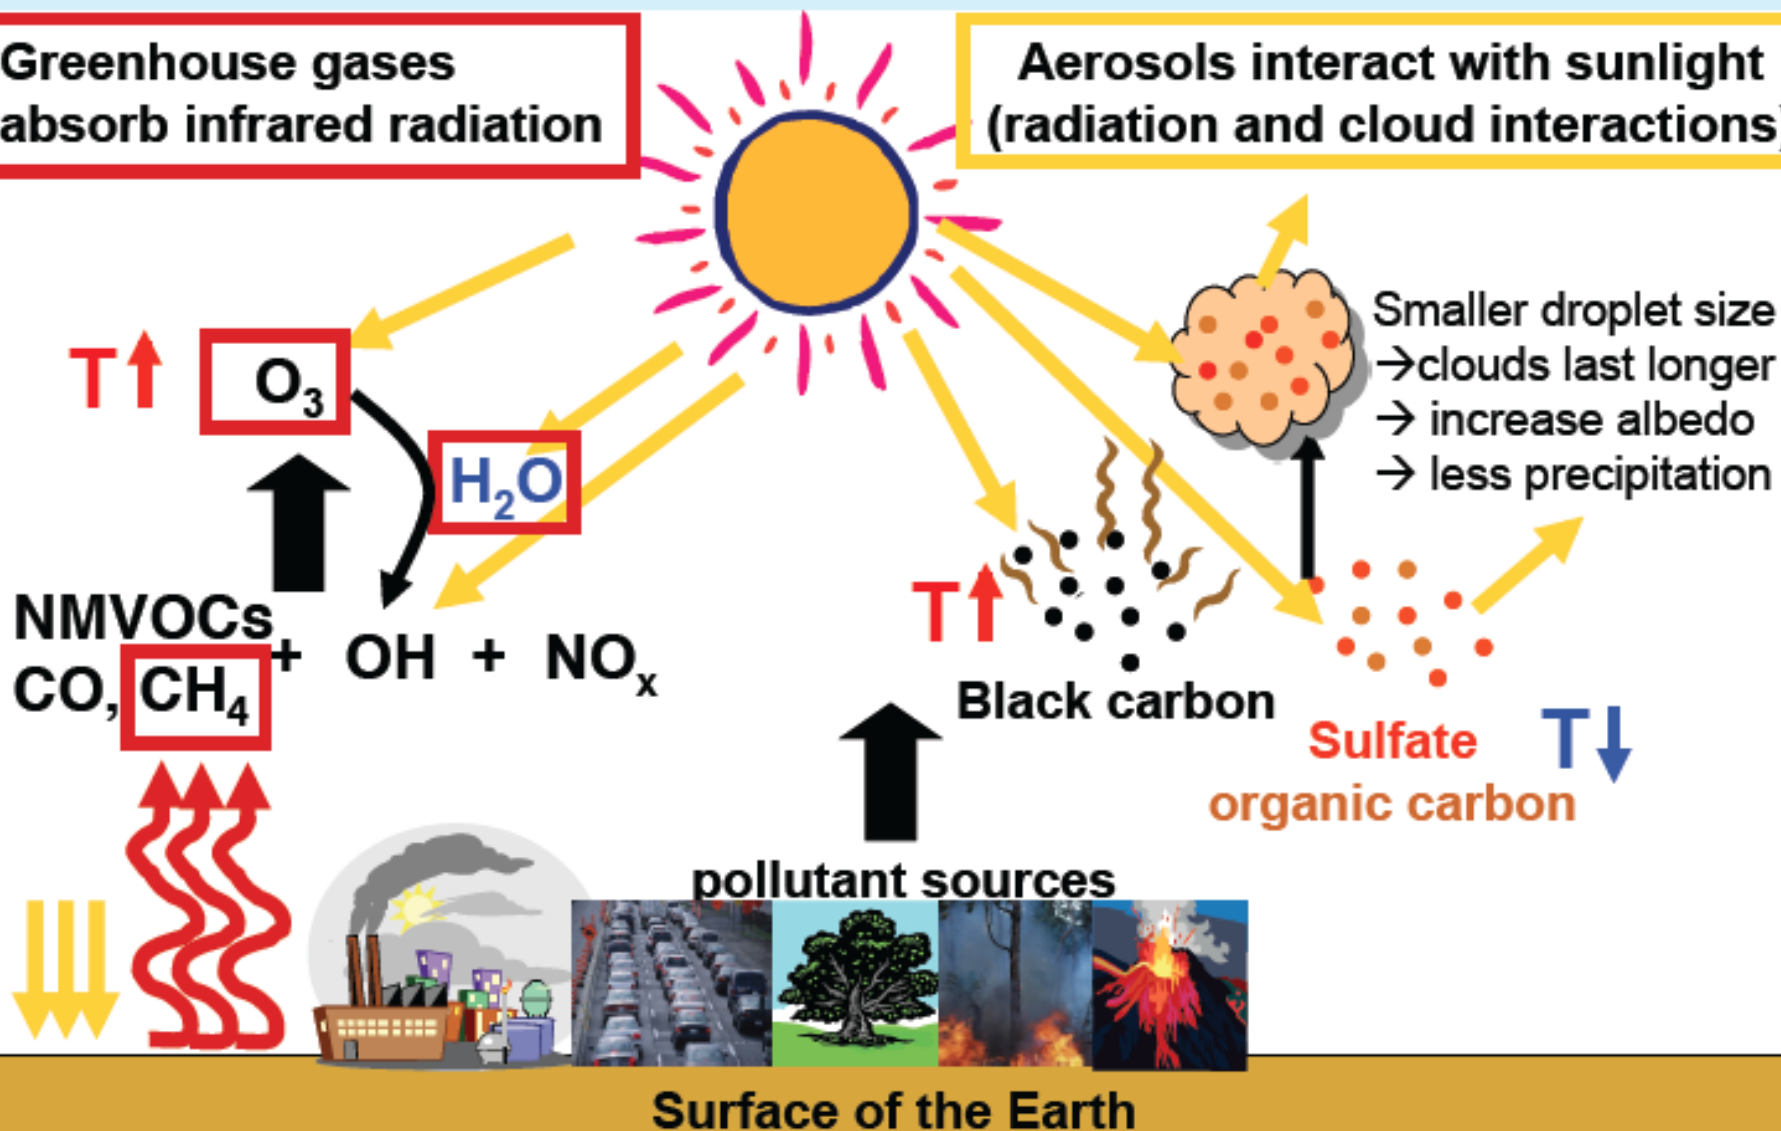 Greenhouse gases
absorb infrared radiation
Aerosols interact with sunlight
(radiation and cloud interactions)
T
O₃
H₂O
NMVOCs
CO, CH₄ + OH + NOₓ
Smaller droplet size
→clouds last longer
→ increase albedo
→ less precipitation
T
Black carbon
Sulfate
organic carbon
T
pollutant sources
Surface of the Earth